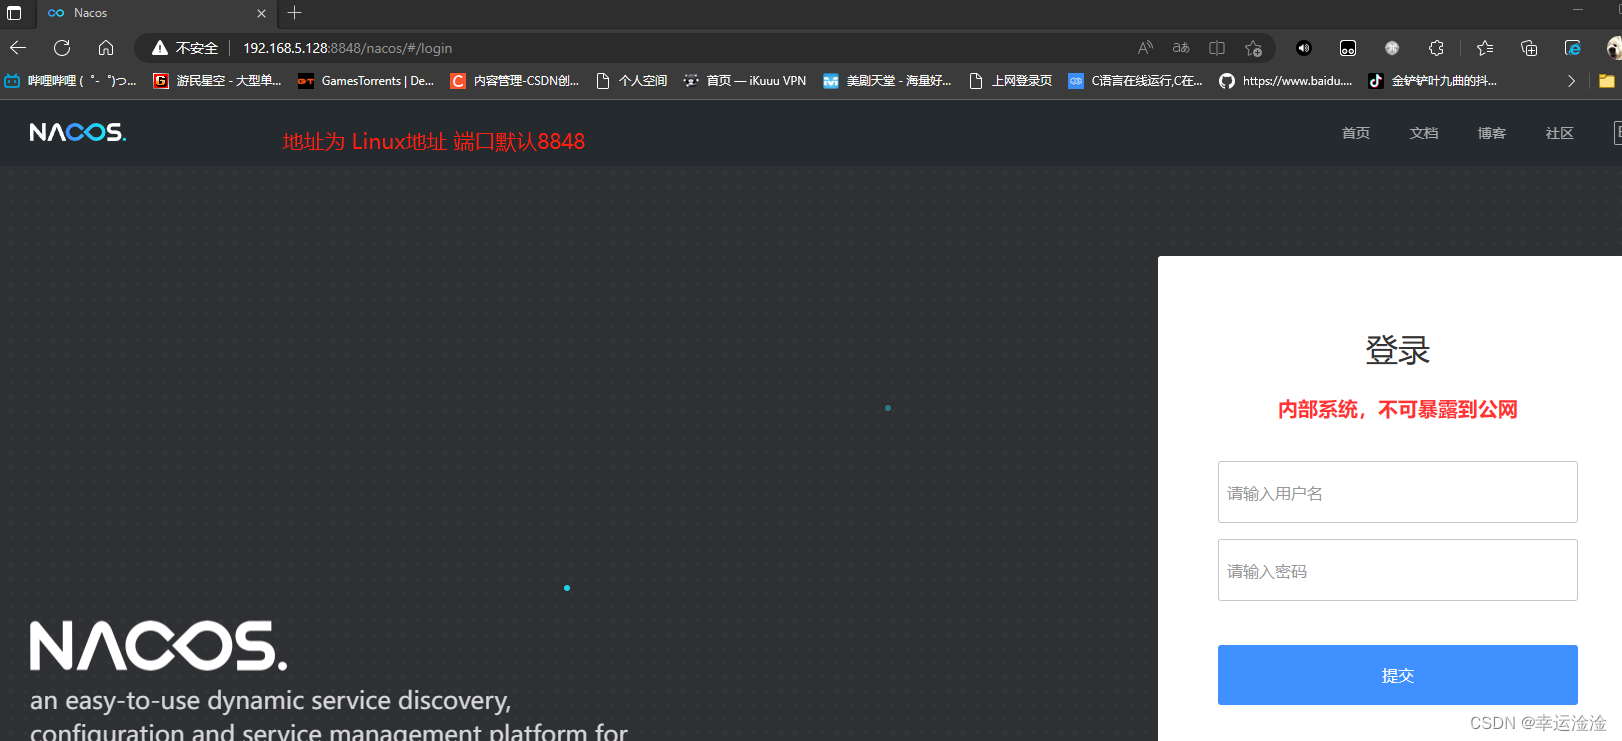 Nacos
不安全
192.168.5.128:8848/nacos/#/login
哔哩哔哩 (゜-゜)つ...
游民星空 - 大型单...
GamesTorrents | De...
内容管理-CSDN创...
个人空间
首页 — iKuuu VPN
美剧天堂 - 海量好...
上网登录页
C语言在线运行,C在...
https://www.baidu....
金铲铲叶九曲的抖...
NACOS.
地址为 Linux地址 端口默认8848
首页
文档
博客
社区
登录
内部系统，不可暴露到公网
请输入用户名
请输入密码
提交
NACOS.
an easy-to-use dynamic service discovery,
configuration and service management platform for
CSDN @幸运淦淦